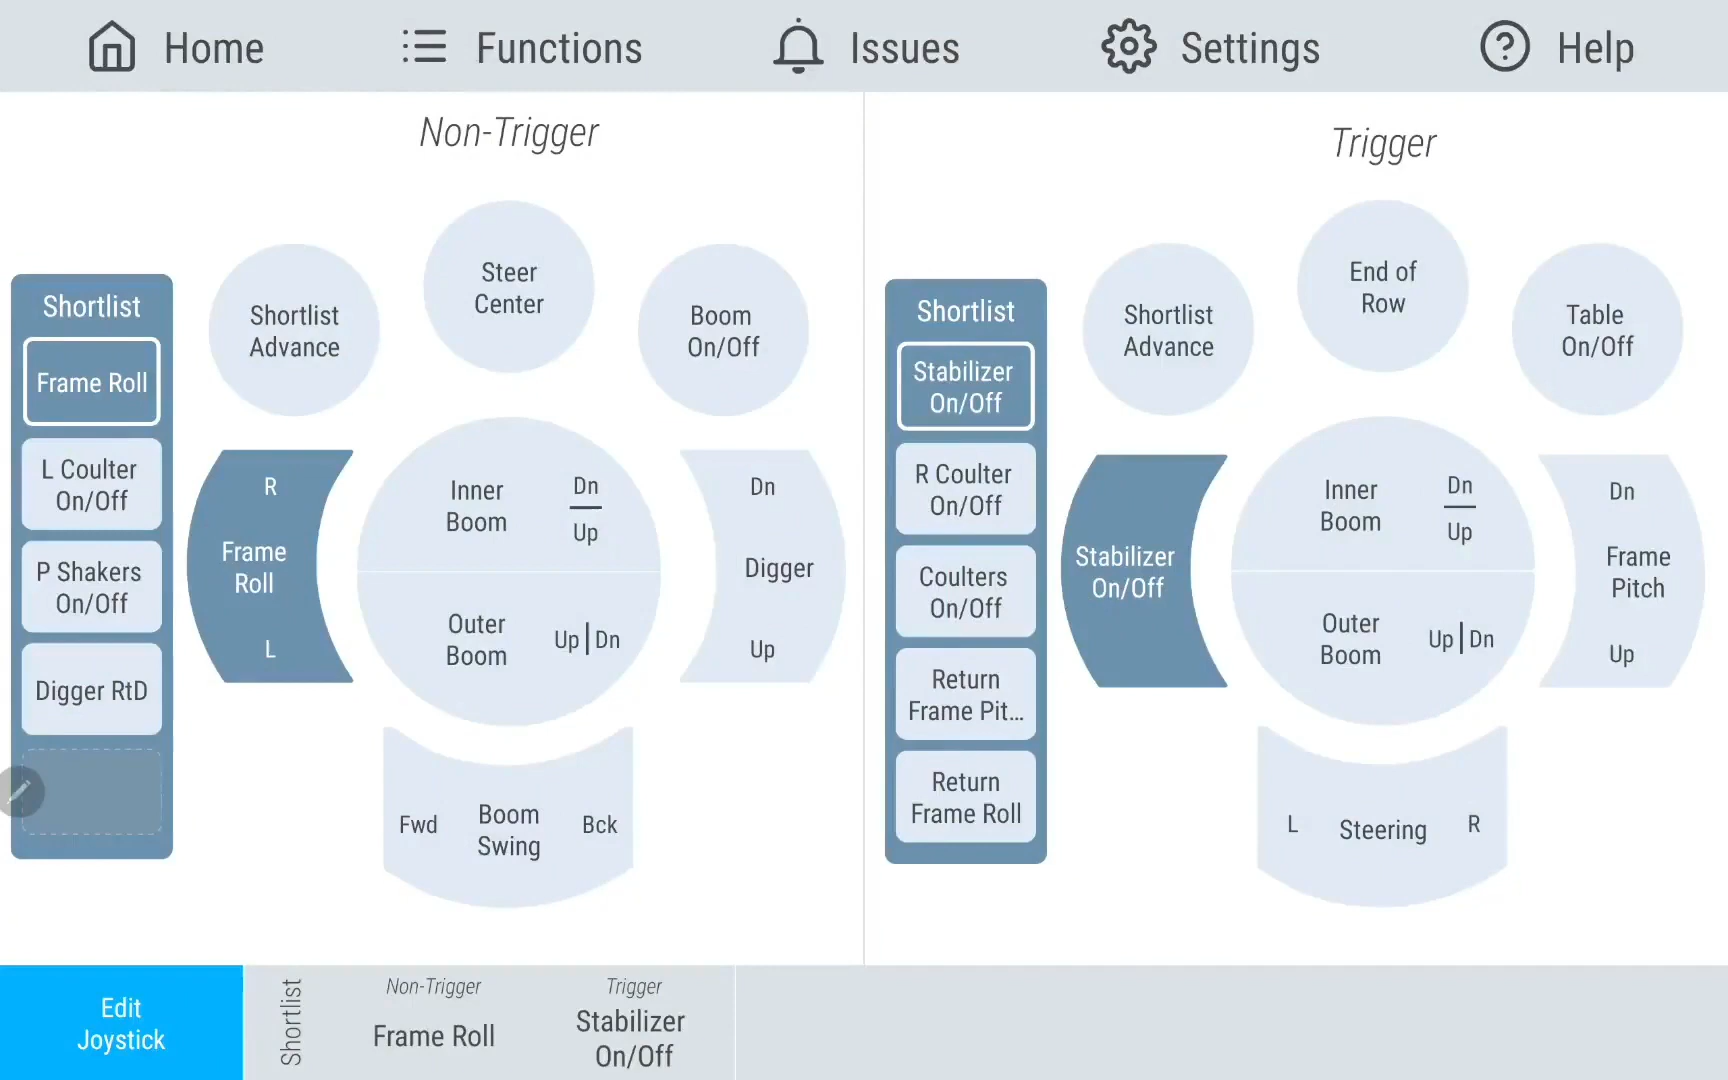 Home
Functions
Issues
Settings
Help
Non-Trigger
Shortlist
Frame Roll
L Coulter
On/Off
P Shakers
On/Off
Digger RtD
Shortlist
Advance
Steer
Center
Boom
On/Off
R
Frame
Roll
L
Inner
Boom
Dn
Up
Outer
Boom
Up|Dn
Dn
Digger
Up
Fwd
Boom
Swing
Bck
Trigger
Shortlist
Stabilizer
On/Off
R Coulter
On/Off
Coulters
On/Off
Return
Frame Pit...
Return
Frame Roll
Shortlist
Advance
End of
Row
Table
On/Off
Stabilizer
On/Off
Inner
Boom
Dn
Up
Outer
Boom
Up|Dn
Dn
Frame
Pitch
Up
L
Steering
R
Edit
Joystick
Shortlist
Non-Trigger
Frame Roll
Trigger
Stabilizer
On/Off